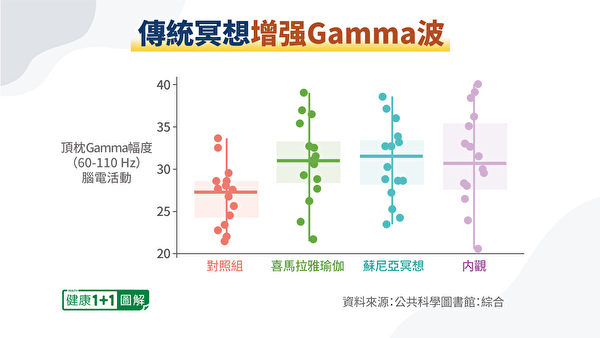 傳統冥想增强Gamma波
頂枕Gamma幅度
（60-110 Hz）
腦電活動
40
35
30
25
20
對照組 喜馬拉雅瑜伽 蘇尼亞冥想 内觀
健康1+1 圖解
資料來源：公共科學圖書館：綜合